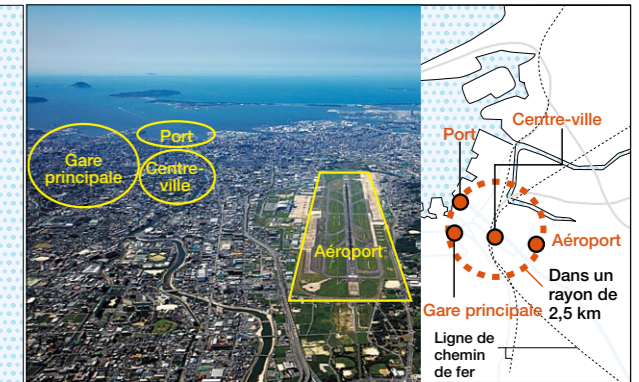 Port
Gare
principale
Centre-
ville
Aéroport
Centre-ville
Port
Aéroport
Dans un
rayon de
2,5 km
Gare principale
Ligne de
chemin
de fer